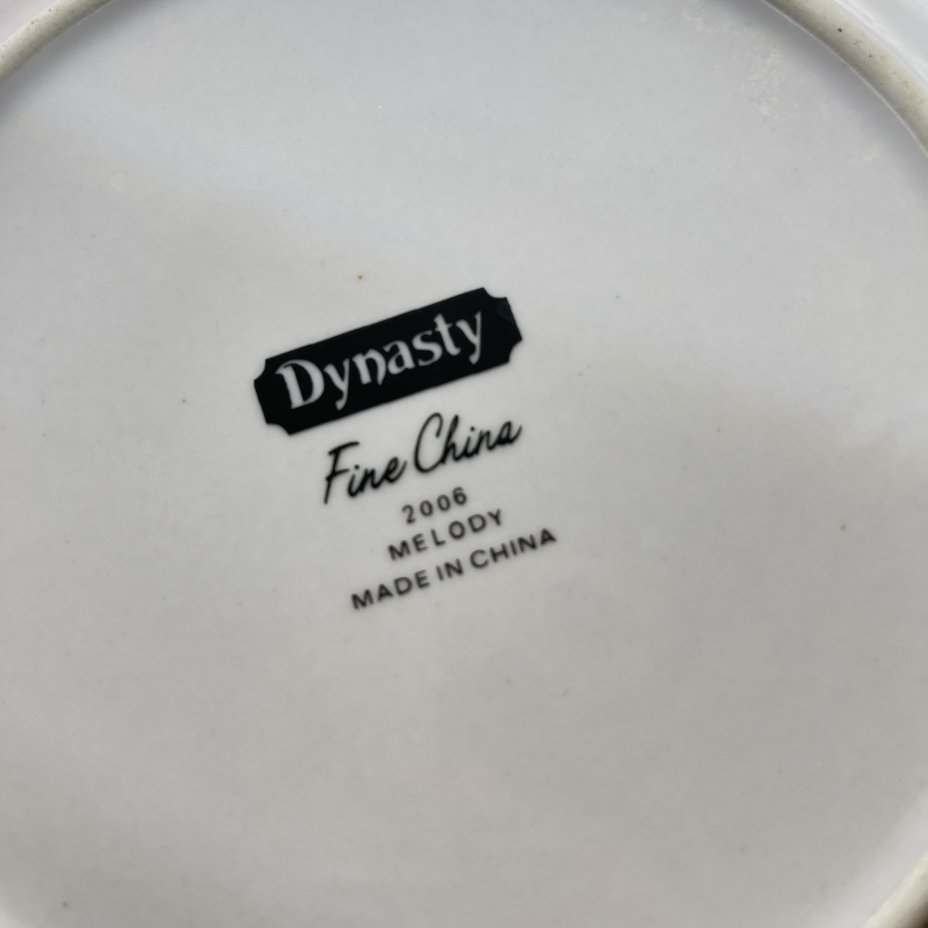 Dynasty
Fine China
2006
MELODY
MADE IN CHINA